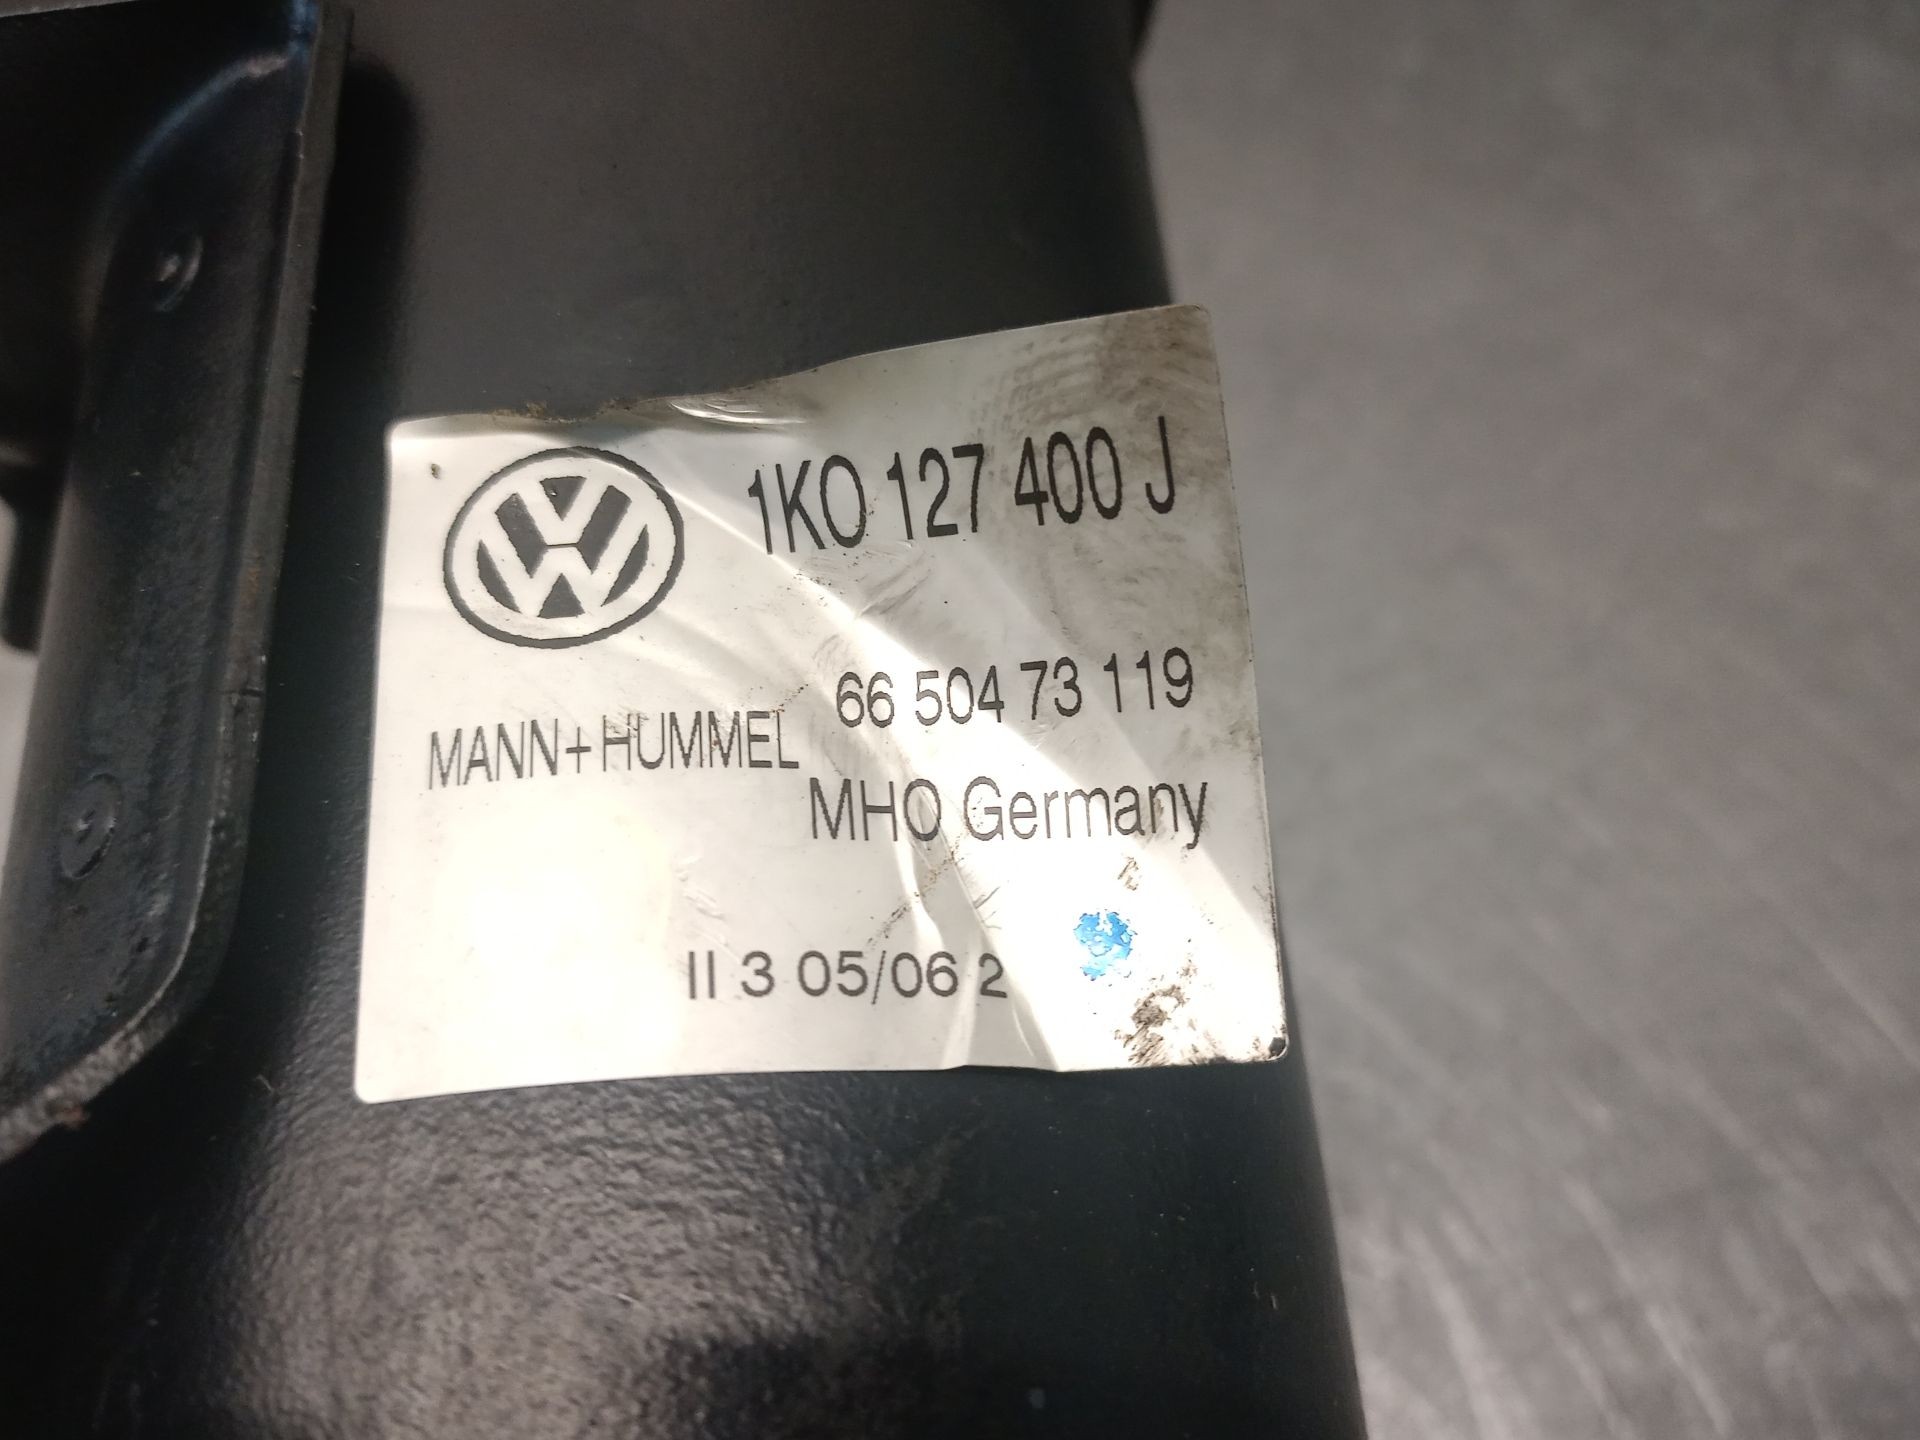 1K0 127 400 J
66 504 73 119
MANN+HUMMEL
MHO Germany
II 3 05/06 2